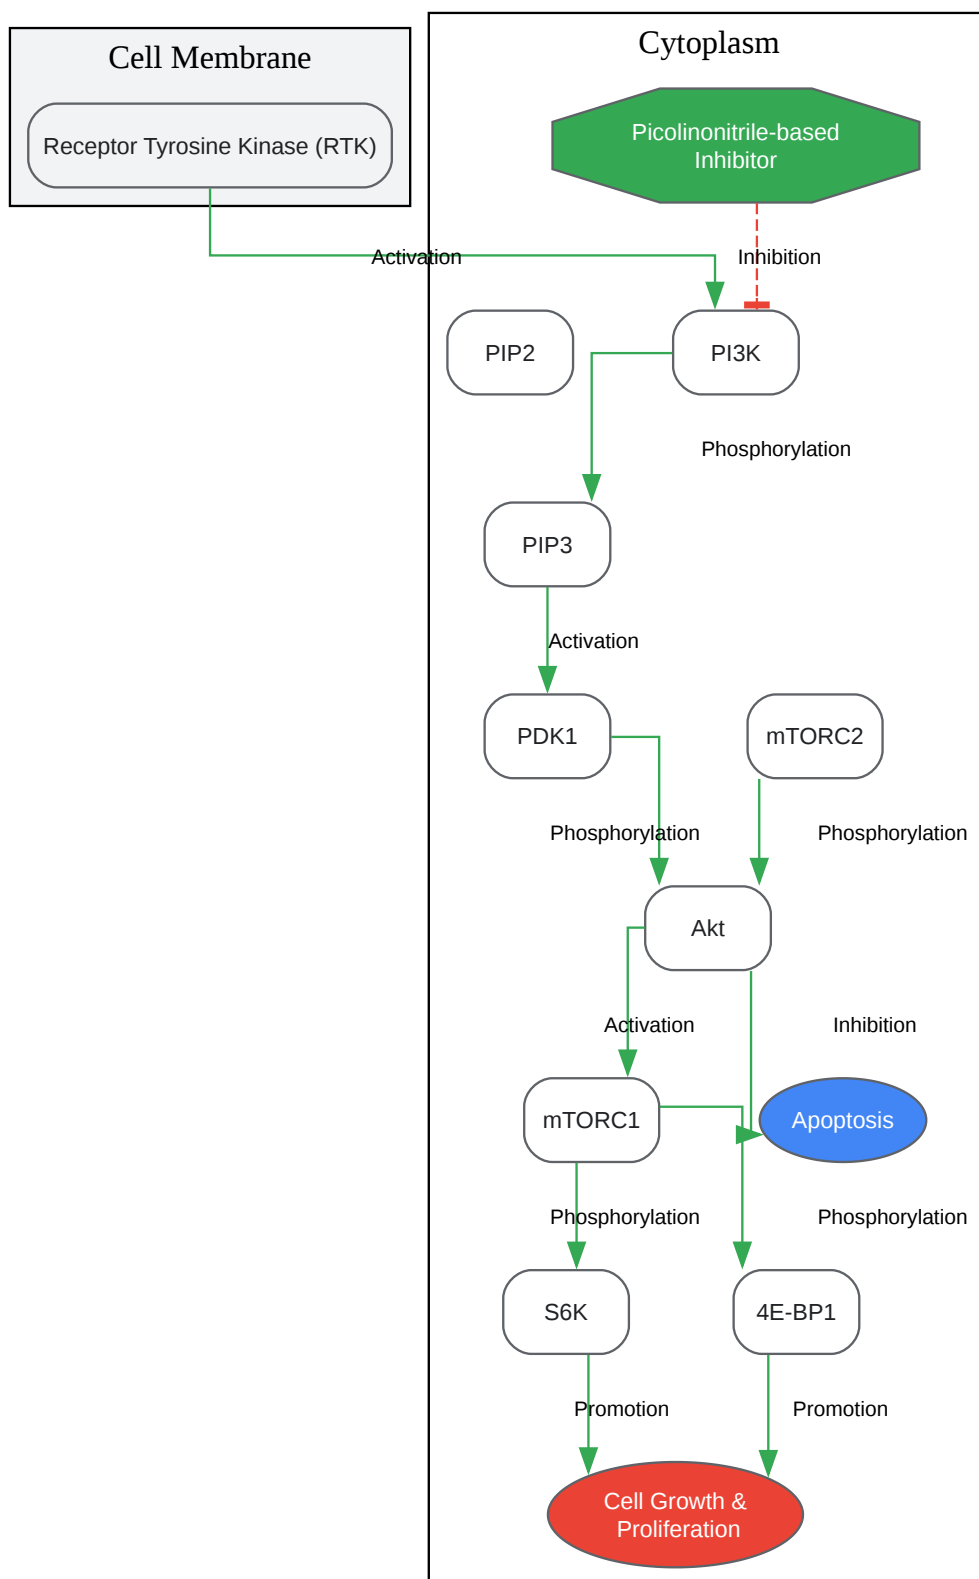 Cell Membrane
Cytoplasm
Receptor Tyrosine Kinase (RTK)
Picolinonitrile-based
Inhibitor
Activation
Inhibition
PIP2
PI3K
Phosphorylation
PIP3
Activation
PDK1
mTORC2
Phosphorylation
Phosphorylation
Akt
Activation
Inhibition
mTORC1
Apoptosis
Phosphorylation
Phosphorylation
S6K
4E-BP1
Promotion
Promotion
Cell Growth &
Proliferation